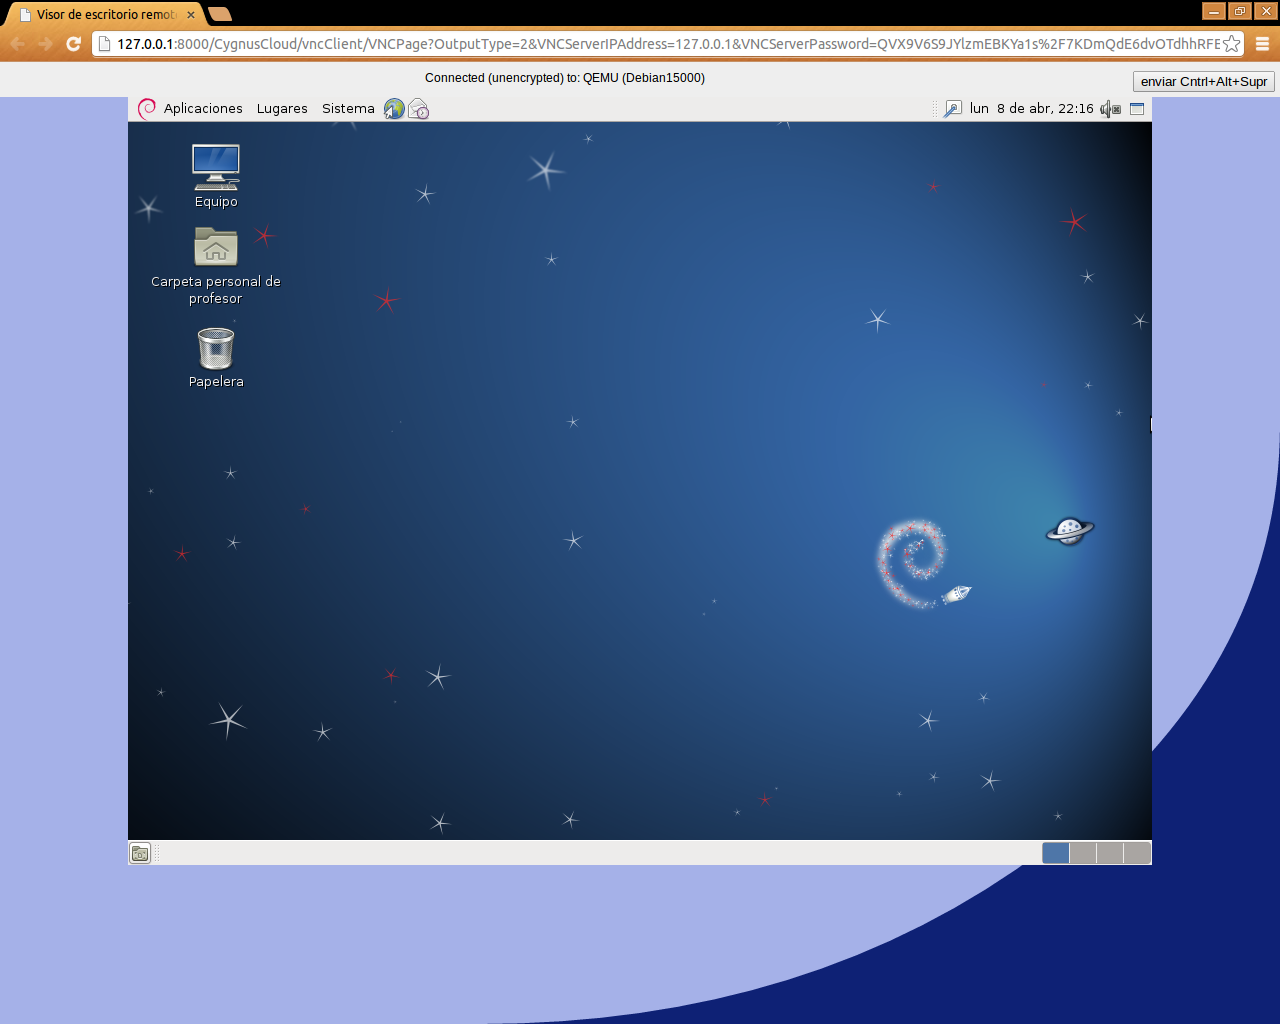 Visor de escritorio remot
127.0.0.1:8000/CygnusCloud/vncClient/VNCPage?OutputType=2&VNCServerIPAddress=127.0.0.1&VNCServerPassword=QVX9V6S9JYlzmEBKYa1s%2F7KDmQdE6dvOTdhhRFE
Connected (unencrypted) to: QEMU (Debian15000)
enviar Cntrl+Alt+Supr
Aplicaciones Lugares Sistema
lun 8 de abr, 22:16
Equipo
Carpeta personal de
profesor
Papelera